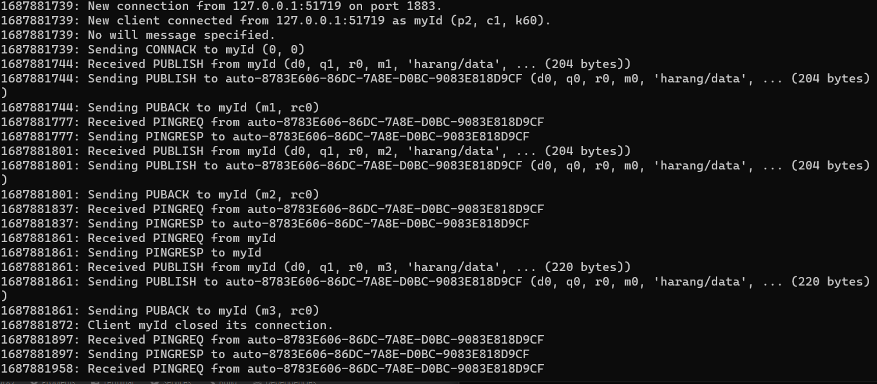 1687881739: New connection from 127.0.0.1:51719 on port 1883.
1687881739: New client connected from 127.0.0.1:51719 as myId (p2, c1, k60).
1687881739: No will message specified.
1687881739: Sending CONNACK to myId (0, 0)
1687881744: Received PUBLISH from myId (d0, q1, r0, m1, 'harang/data', ... (204 bytes))
1687881744: Sending PUBLISH to auto-8783E606-86DC-7A8E-D0BC-9083E818D9CF (d0, q0, r0, m0, 'harang/data', ... (204 bytes)
)
1687881744: Sending PUBACK to myId (m1, rc0)
1687881777: Received PINGREQ from auto-8783E606-86DC-7A8E-D0BC-9083E818D9CF
1687881777: Sending PINGRESP to auto-8783E606-86DC-7A8E-D0BC-9083E818D9CF
1687881801: Received PUBLISH from myId (d0, q1, r0, m2, 'harang/data', ... (204 bytes))
1687881801: Sending PUBLISH to auto-8783E606-86DC-7A8E-D0BC-9083E818D9CF (d0, q0, r0, m0, 'harang/data', ... (204 bytes)
)
1687881801: Sending PUBACK to myId (m2, rc0)
1687881837: Received PINGREQ from auto-8783E606-86DC-7A8E-D0BC-9083E818D9CF
1687881837: Sending PINGRESP to auto-8783E606-86DC-7A8E-D0BC-9083E818D9CF
1687881861: Received PINGREQ from myId
1687881861: Sending PINGRESP to myId
1687881861: Received PUBLISH from myId (d0, q1, r0, m3, 'harang/data', ... (220 bytes))
1687881861: Sending PUBLISH to auto-8783E606-86DC-7A8E-D0BC-9083E818D9CF (d0, q0, r0, m0, 'harang/data', ... (220 bytes)
)
1687881861: Sending PUBACK to myId (m3, rc0)
1687881872: Client myId closed its connection.
1687881897: Received PINGREQ from auto-8783E606-86DC-7A8E-D0BC-9083E818D9CF
1687881897: Sending PINGRESP to auto-8783E606-86DC-7A8E-D0BC-9083E818D9CF
1687881958: Received PINGREQ from auto-8783E606-86DC-7A8E-D0BC-9083E818D9CF